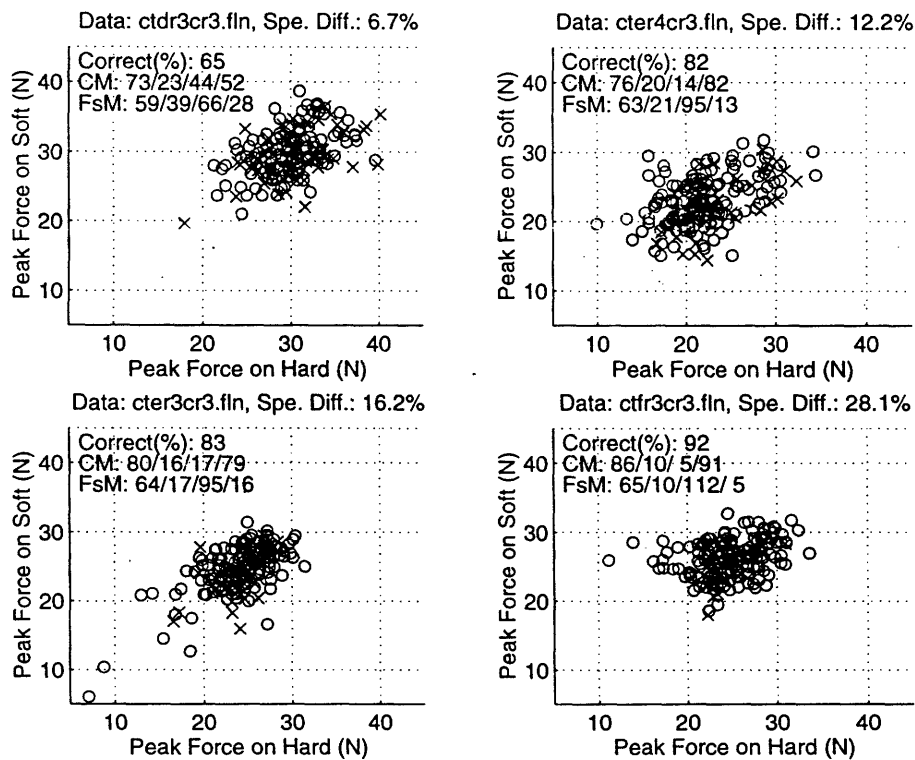 Data: ctdr3cr3.fln, Spe. Diff.: 6.7%
Correct(%): 65
CM: 73/23/44/52
FsM: 59/39/66/28
40
30
20
10
Peak Force on Soft (N)
10 20 30 40
Peak Force on Hard (N)
Data: cter4cr3.fln, Spe. Diff.: 12.2%
Correct(%): 82
CM: 76/20/14/82
FsM: 63/21/95/13
40
30
20
10
Peak Force on Soft (N)
10 20 30 40
Peak Force on Hard (N)
Data: cter3cr3.fln, Spe. Diff.: 16.2%
Correct(%): 83
CM: 80/16/17/79
FsM: 64/17/95/16
40
30
20
10
Peak Force on Soft (N)
10 20 30 40
Peak Force on Hard (N)
Data: ctfr3cr3.fln, Spe. Diff.: 28.1%
Correct(%): 92
CM: 86/10/ 5/91
FsM: 65/10/112/ 5
40
30
20
10
Peak Force on Soft (N)
10 20 30 40
Peak Force on Hard (N)